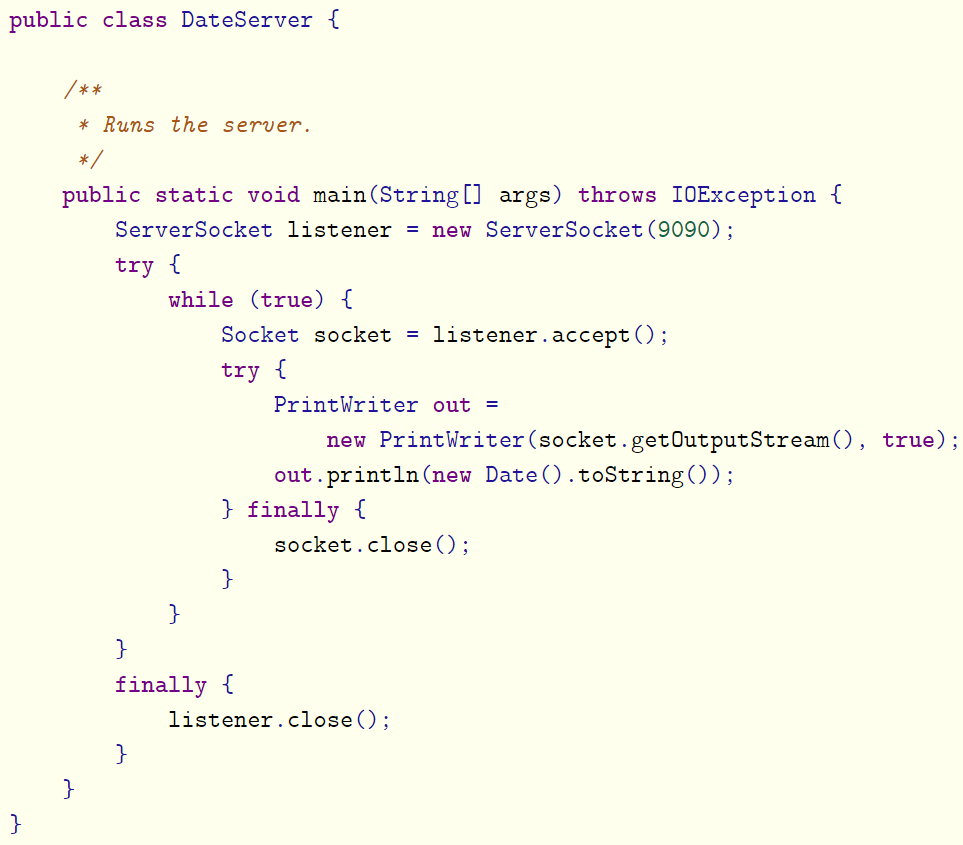 public class DateServer {

    /**
     * Runs the server.
     */
    public static void main(String[] args) throws IOException {
        ServerSocket listener = new ServerSocket(9090);
        try {
            while (true) {
                Socket socket = listener.accept();
                try {
                    PrintWriter out =
                        new PrintWriter(socket.getOutputStream(), true);
                    out.println(new Date().toString());
                } finally {
                    socket.close();
                }
            }
        }
        finally {
            listener.close();
        }
    }
}